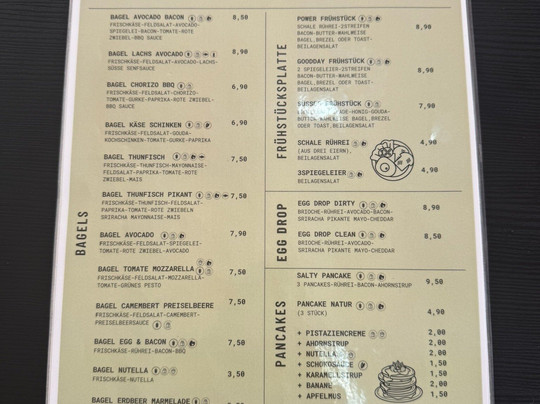 BAGELS
BAGEL AVOCADO BACON 8,50
FRISCHKÄSE-FELDSALAT-AVOCADO-
SPIEGELEI-BACON-TOMATE-ROTE
ZWIEBEL-BBQ SAUCE
BAGEL LACHS AVOCADO 8,90
FRISCHKÄSE-FELDSALAT-AVOCADO-LACHS-
SÜSSE SENFSAUCE
BAGEL CHORIZO BBQ 6,90
FRISCHKÄSE-FELDSALAT-CHORIZO-
TOMATE-GURKE-PAPRIKA-ROTE ZWIEBEL-
BBQ SAUCE
BAGEL KÄSE SCHINKEN 6,90
FRISCHKÄSE-FELDSALAT-GOUDA-
KOCHSCHINKEN-TOMATE-GURKE-PAPRIKA
BAGEL THUNFISCH 7,50
FRISCHKÄSE-THUNFISCH-MAYONNAISE-
FELDSALAT-PAPRIKA-TOMATE-ROTE
ZWIEBEL-MAIS
BAGEL THUNFISCH PIKANT 7,50
FRISCHKÄSE-THUNFISCH-FELDSALAT-
PAPRIKA-TOMATE-ROTE ZWIEBELN
SRIRACHA MAYONNAISE-MAIS
BAGEL AVOCADO 7,90
FRISCHKÄSE-FELDSALAT-SPIEGELEI-
TOMATE-ROTE ZWIEBEL-AVOCADO
BAGEL TOMATE MOZZARELLA 7,50
FRISCHKÄSE-FELDSALAT-MOZZARELLA-
TOMATE-GRÜNES PESTO
BAGEL CAMEMBERT PREISELBEERE 7,50
FRISCHKÄSE-FELDSALAT-CAMEMBERT-
PREISELBEERSAUCE
BAGEL EGG & BACON 7,50
FRISCHKÄSE-RÜHREI-BACON-BBQ
BAGEL NUTELLA 3,50
FRISCHKÄSE-NUTELLA
BAGEL ERDBEER MARMELADE
FRÜHSTÜCKSPLATTE
POWER FRÜHSTÜCK 8,90
SCHALE RÜHREI-2STREIFEN
BACON-BUTTER-WAHLWEISE
BAGEL,BREZEL ODER TOAST-
BEILAGENSALAT
GOODDAY FRÜHSTÜCK 8,90
2 SPIEGELEIER-2STREIFEN
BACON-BUTTER-WAHLWEISE
BAGEL,BREZEL ODER TOAST-
BEILAGENSALAT
FRÜHSTÜCK 7,90
-HONIG-GOUDA-
BUTTER WAHLWEISE BAGEL,BREZEL
ODER TOAST,BEILAGENSALAT
SCHALE RÜHREI 4,90
(AUS DREI EIERN),
BEILAGENSALAT
3SPIEGELEIER 4,90
BEILAGENSALAT
EGG DROP
EGG DROP DIRTY 8,90
BRIOCHE-RÜHREI-AVOCADO-BACON-
SRIRACHA PIKANTE MAYO-CHEDDAR
EGG DROP CLEAN 8,50
BRIOCHE-RÜHREI-AVOCADO-
SRIRACHA PIKANTE MAYO-CHEDDAR
PANCAKES
SALTY PANCAKE 9,50
3 PANCAKES-RÜHREI-BACON-AHORNSIRUP
PANCAKE NATUR
(3 STÜCK) 4,90
+ PISTAZIENCREME 2,00
+ AHORNSIRUP 2,00
+ NUTELLA 2,00
+ SCHOKOSAUCE 1,50
+ KARAMELLSIRUP 1,50
+ BANANE 2,00
+ APFELMUS 1,50